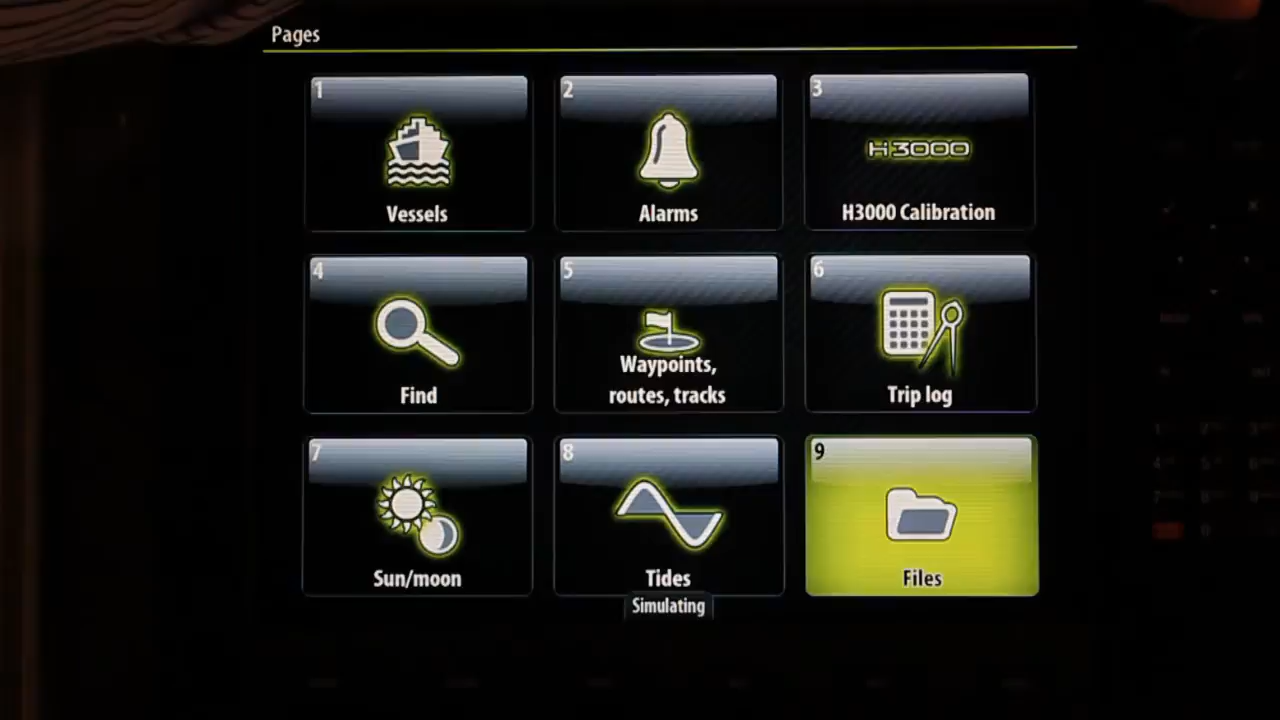 Pages
1
2
3
H3000
Vessels
Alarms
H3000 Calibration
4
5
6
Find
Waypoints,
routes, tracks
Trip log
7
8
9
Sun/moon
Tides
Files
Simulating